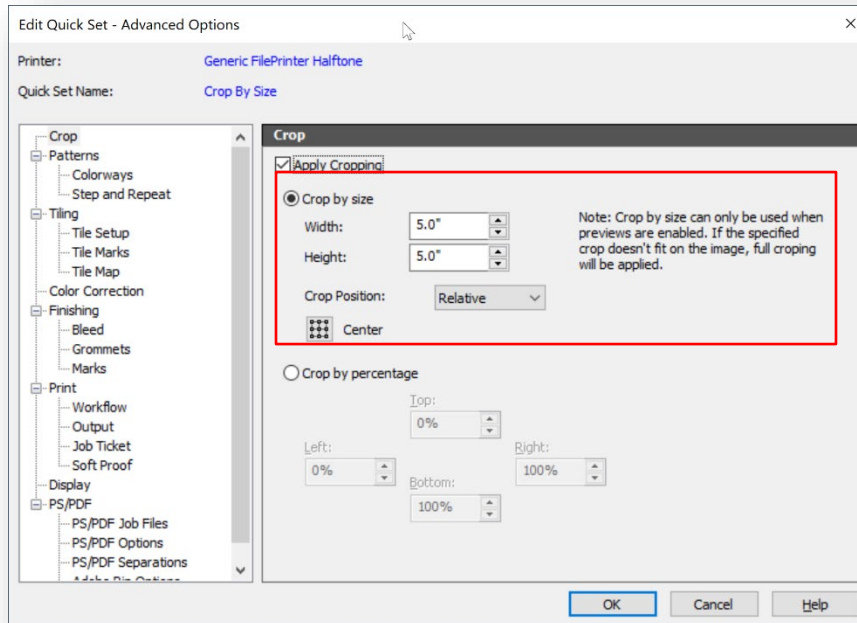 Edit Quick Set - Advanced Options
Printer: Generic FilePrinter Halftone
Quick Set Name: Crop By Size
Crop
Patterns
Colorways
Step and Repeat
Tiling
Tile Setup
Tile Marks
Tile Map
Color Correction
Finishing
Bleed
Grommets
Marks
Print
Workflow
Output
Job Ticket
Soft Proof
Display
PS/PDF
PS/PDF Job Files
PS/PDF Options
PS/PDF Separations
Crop
Apply Cropping
Crop by size
Width: 5.0"
Height: 5.0"
Crop Position: Relative
Center
Note: Crop by size can only be used when
previews are enabled. If the specified
crop doesn't fit on the image, full croping
will be applied.
Crop by percentage
Top:
0%
Left:
0%
Right:
100%
Bottom:
100%
OK Cancel Help